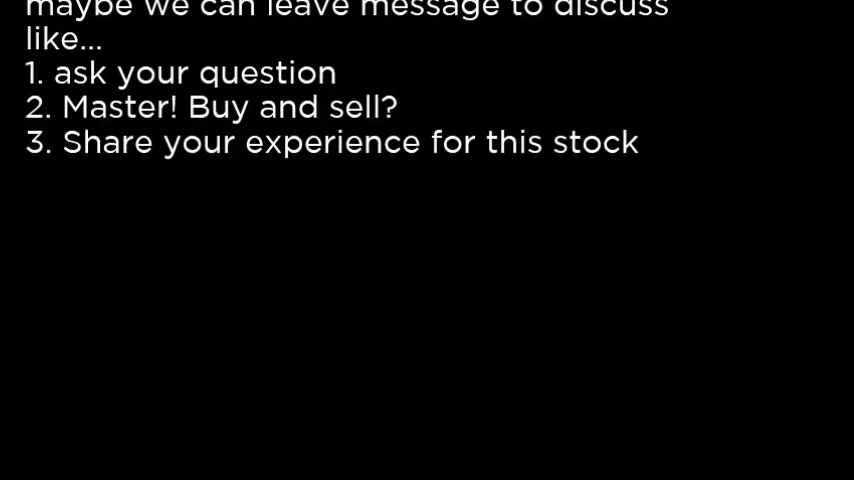 maybe we can leave message to discuss
like...
1. ask your question
2. Master! Buy and sell?
3. Share your experience for this stock